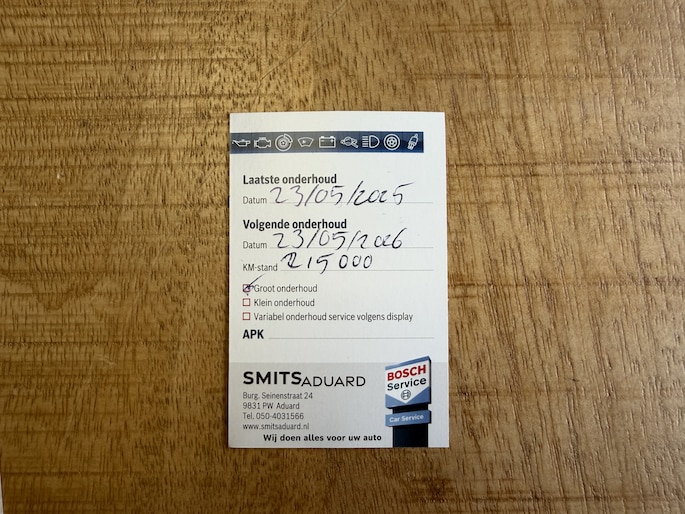 Laatste onderhoud
Datum 23/05/2025
Volgende onderhoud
Datum 23/05/2026
KM-stand 215000
Groot onderhoud
Klein onderhoud
Variabel onderhoud service volgens display
APK
SMITS ADUARD
Burg. Seinenstraat 24
9831 PW Aduard
Tel. 050-4031566
www.smitsaduard.nl
Wij doen alles voor uw auto
BOSCH
Service
Car Service